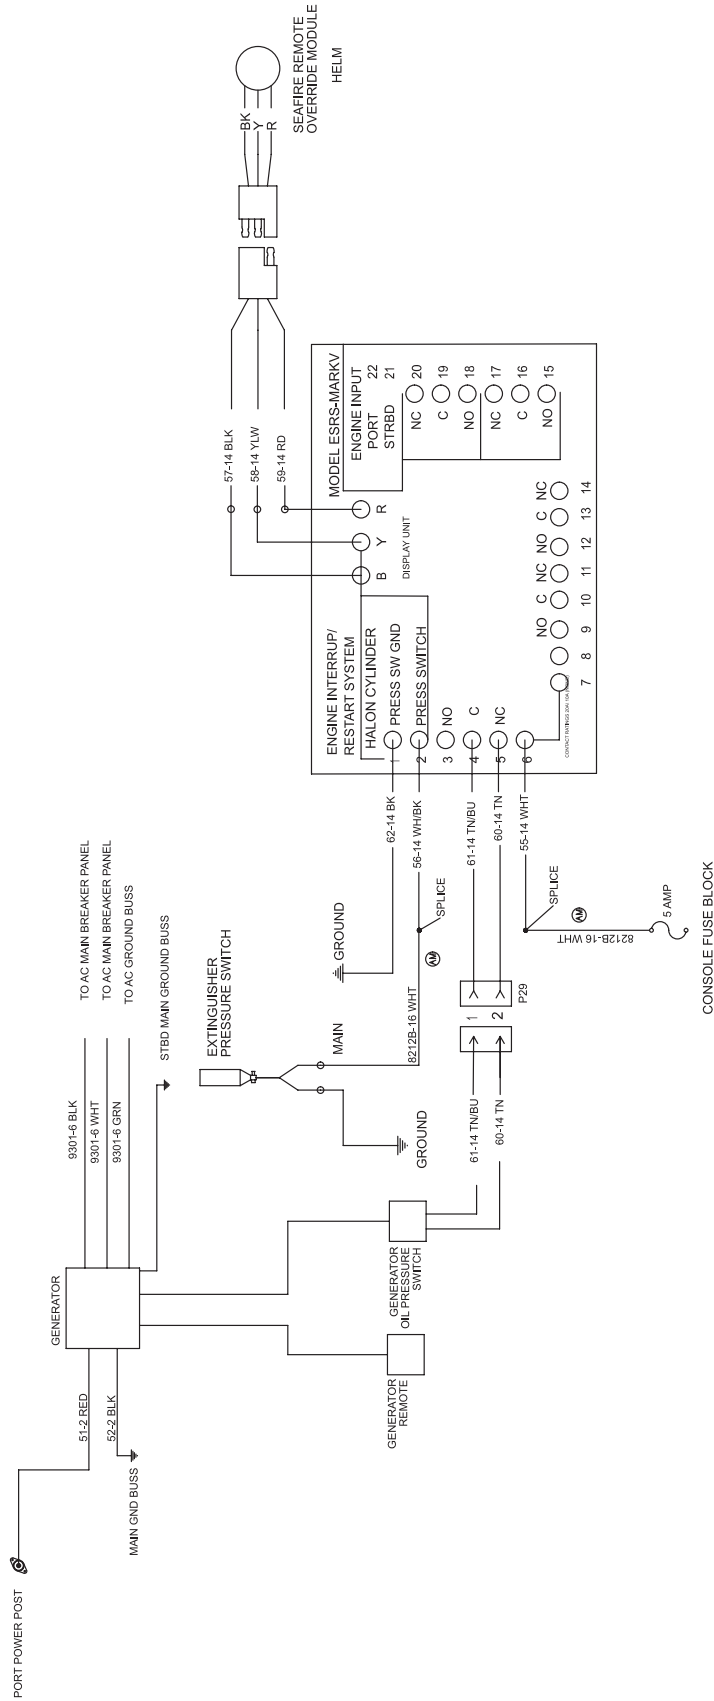 PORT POWER POST
MAIN GND BUSS
51-2 RED
52-2 BLK
GENERATOR
9301-6 BLK
9301-6 WHT
9301-6 GRN
TO AC MAIN BREAKER PANEL
TO AC MAIN BREAKER PANEL
TO AC GROUND BUSS
STBD MAIN GROUND BUSS
GENERATOR
REMOTE
GENERATOR
OIL PRESSURE
SWITCH
EXTINGUISHER
PRESSURE SWITCH
MAIN
GROUND
GROUND
8212B-16 WHT
AM
SPLICE
61-14 TN/BU
60-14 TN
1
2
P29
62-14 BK
56-14 WH/BK
61-14 TN/BU
60-14 TN
55-14 WHT
SPLICE
AM
8212B-16 WHT
5 AMP
CONSOLE FUSE BLOCK
ENGINE INTERRUP/
RESTART SYSTEM
HALON CYLINDER
1 PRESS SW GND
2 PRESS SWITCH
3 NO
4 C
5 NC
6
CONTACT RATINGS 20A/ 10A
7
8
9 NO
10 C
11 NC
12 NO
13 C
14 NC
B
Y
R
DISPLAY UNIT
MODEL ESRS-MARKV
ENGINE INPUT
PORT 22
STRBD 21
NC 20
C 19
NO 18
NC 17
C 16
NO 15
57-14 BLK
58-14 YLW
59-14 RD
BK
Y
R
SEAFIRE REMOTE
OVERRIDE MODULE
HELM